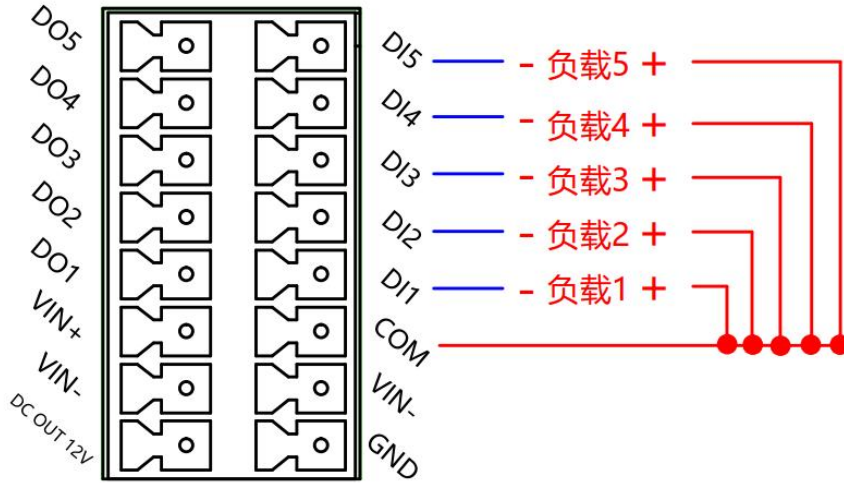 DO5
DO4
DO3
DO2
DO1
VIN+
VIN-
DC OUT 12V
DI5 - 负载5 +
DI4 - 负载4 +
DI3 - 负载3 +
DI2 - 负载2 +
DI1 - 负载1 +
COM
VIN-
GND